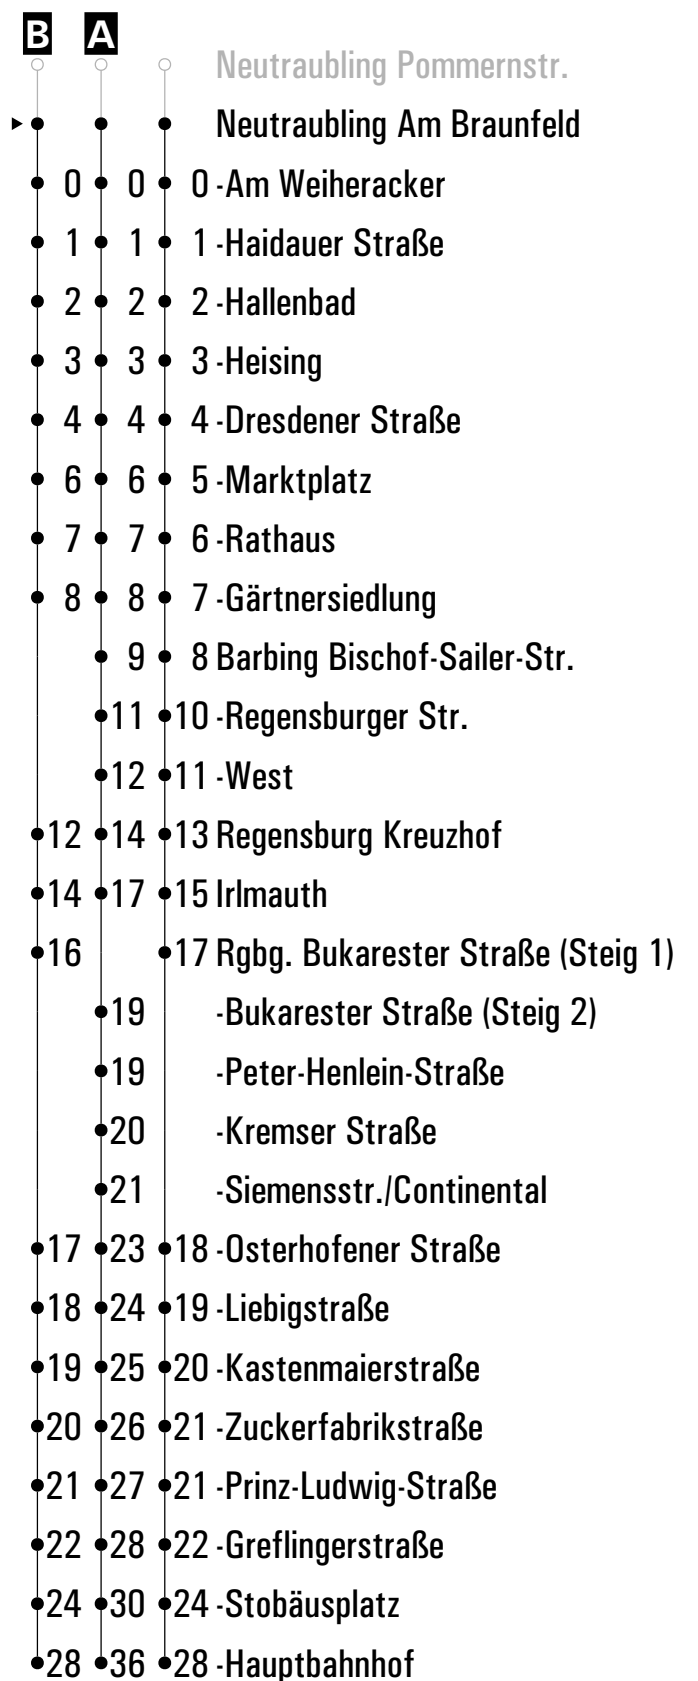 B A
Neutraubling Pommernstr.
Neutraubling Am Braunfeld
0 0 0 -Am Weiheracker
1 1 1 -Haidauer Straße
2 2 2 -Hallenbad
3 3 3 -Heising
4 4 4 -Dresdener Straße
6 6 5 -Marktplatz
7 7 6 -Rathaus
8 8 7 -Gärtnersiedlung
9 8 Barbing Bischof-Sailer-Str.
11 10 -Regensburger Str.
12 11 -West
12 14 13 Regensburg Kreuzhof
14 17 15 Irlmauth
16 17 Rgbg. Bukarester Straße (Steig 1)
19 -Bukarester Straße (Steig 2)
19 -Peter-Henlein-Straße
20 -Kremser Straße
21 -Siemensstr./Continental
17 23 18 -Osterhofener Straße
18 24 19 -Liebigstraße
19 25 20 -Kastenmaierstraße
20 26 21 -Zuckerfabrikstraße
21 27 21 -Prinz-Ludwig-Straße
22 28 22 -Greflingerstraße
24 30 24 -Stobäusplatz
28 36 28 -Hauptbahnhof